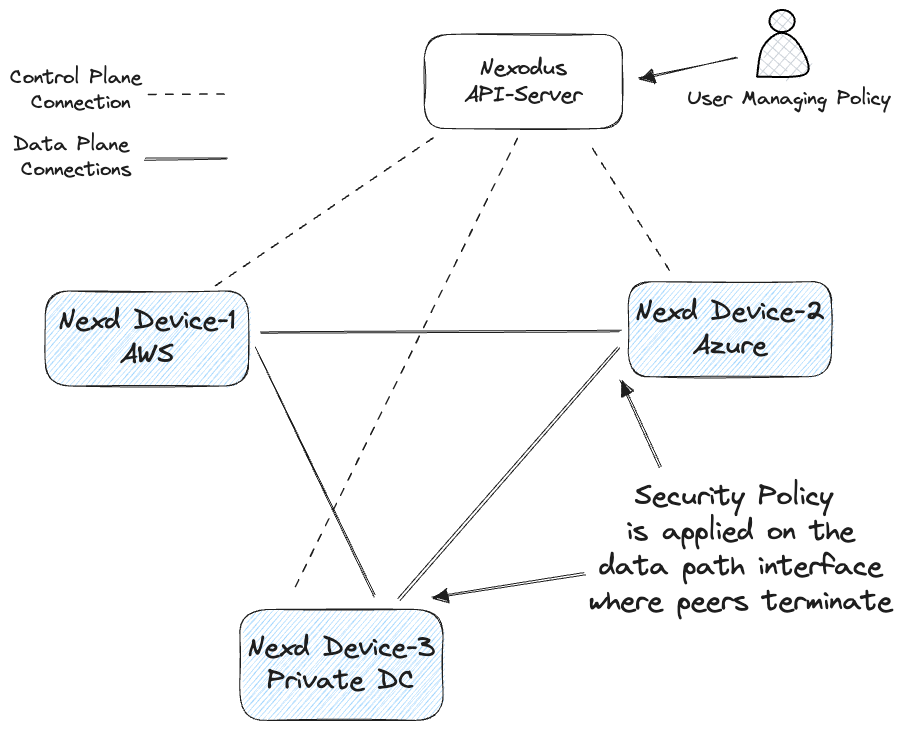 Nexodus
API-Server
User Managing Policy
Control Plane
Connection
Data Plane
Connections
Nexd Device-1
AWS
Nexd Device-2
Azure
Security Policy
is applied on the
data path interface
where peers terminate
Nexd Device-3
Private DC